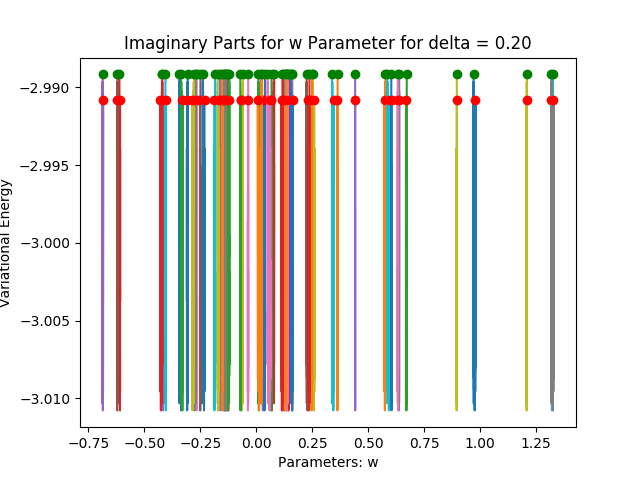 Imaginary Parts for w Parameter for delta = 0.20
−2.990
−2.995
−3.000
−3.005
−3.010
Variational Energy
−0.75 −0.50 −0.25 0.00 0.25 0.50 0.75 1.00 1.25
Parameters: w